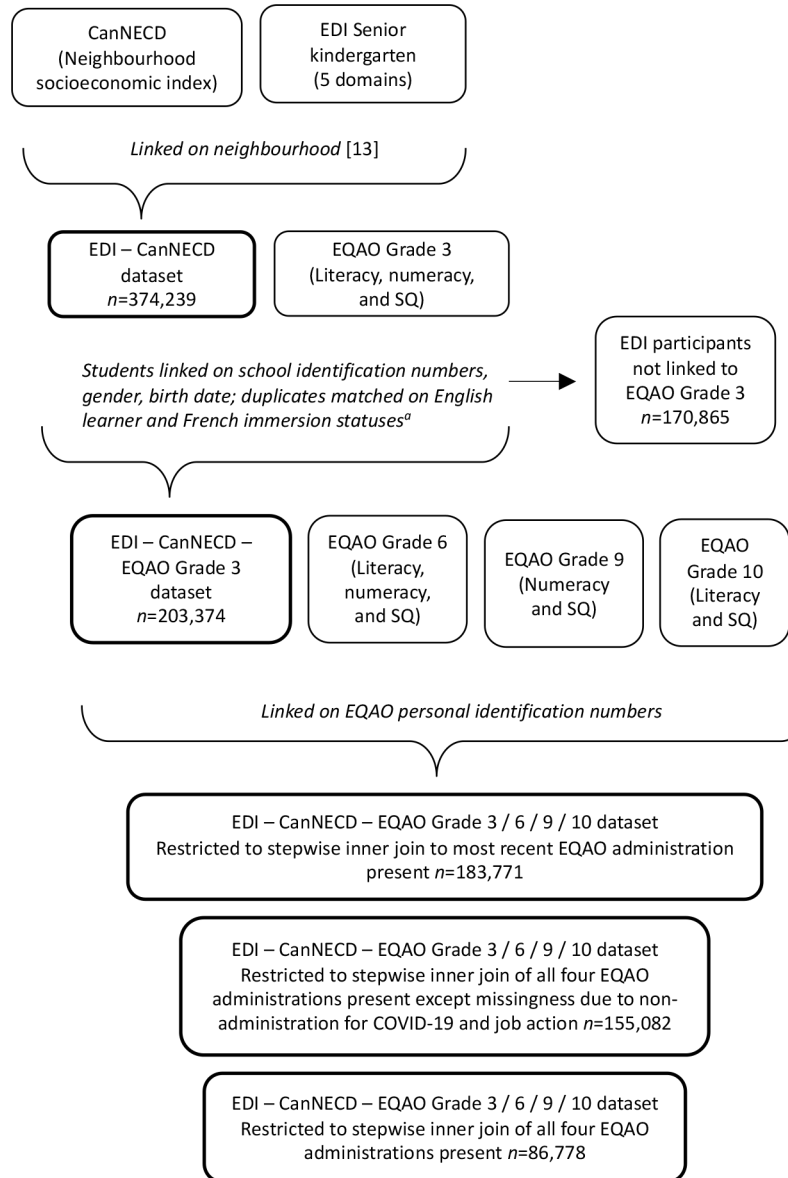 CanNECD
(Neighbourhood
socioeconomic index)
EDI Senior
kindergarten
(5 domains)
Linked on neighbourhood [13]
EDI – CanNECD
dataset
n=374,239
EQAO Grade 3
(Literacy, numeracy,
and SQ)
Students linked on school identification numbers,
gender, birth date; duplicates matched on English
learner and French immersion statusesᵃ
EDI participants
not linked to
EQAO Grade 3
n=170,865
EDI – CanNECD –
EQAO Grade 3
dataset
n=203,374
EQAO Grade 6
(Literacy,
numeracy,
and SQ)
EQAO Grade 9
(Numeracy
and SQ)
EQAO
Grade 10
(Literacy
and SQ)
Linked on EQAO personal identification numbers
EDI – CanNECD – EQAO Grade 3 / 6 / 9 / 10 dataset
Restricted to stepwise inner join to most recent EQAO administration
present n=183,771
EDI – CanNECD – EQAO Grade 3 / 6 / 9 / 10 dataset
Restricted to stepwise inner join of all four EQAO
administrations present except missingness due to non-
administration for COVID-19 and job action n=155,082
EDI – CanNECD – EQAO Grade 3 / 6 / 9 / 10 dataset
Restricted to stepwise inner join of all four EQAO
administrations present n=86,778